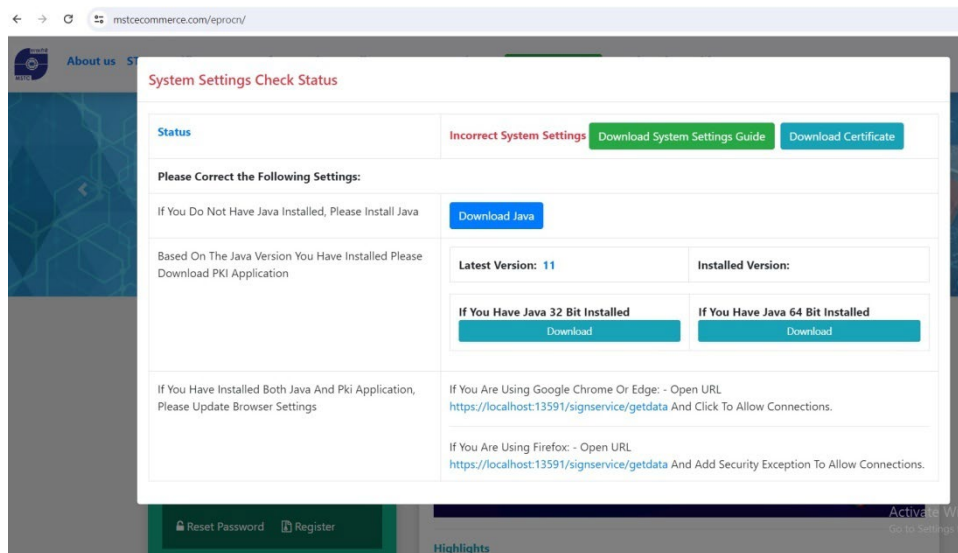 mstcecommerce.com/eprocn/
MSTC
About us
System Settings Check Status
Status
Incorrect System Settings
Download System Settings Guide
Download Certificate
Please Correct the Following Settings:
If You Do Not Have Java Installed, Please Install Java
Download Java
Based On The Java Version You Have Installed Please
Download PKI Application
Latest Version: 11
Installed Version:
If You Have Java 32 Bit Installed
Download
If You Have Java 64 Bit Installed
Download
If You Have Installed Both Java And Pki Application,
Please Update Browser Settings
If You Are Using Google Chrome Or Edge: - Open URL
https://localhost:13591/signservice/getdata And Click To Allow Connections.
If You Are Using Firefox: - Open URL
https://localhost:13591/signservice/getdata And Add Security Exception To Allow Connections.
Reset Password
Register
Highlights
Activate
Go to Settings